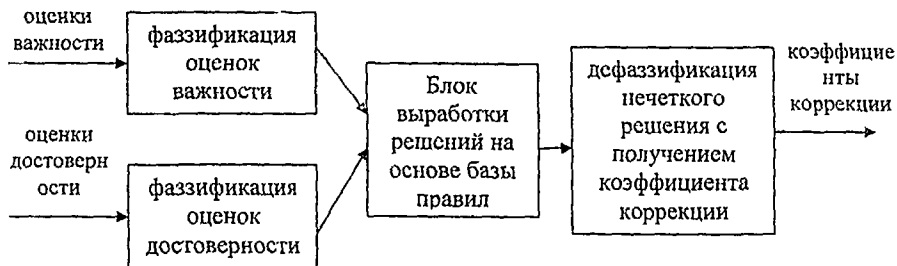 оценки
важности
фаззификация
оценок
важности
оценки
достоверн
ости
фаззификация
оценок
достоверности
Блок
выработки
решений на
основе базы
правил
дефаззификация
нечеткого
решения с
получением
коэффициента
коррекции
коэффицие
нты
коррекции